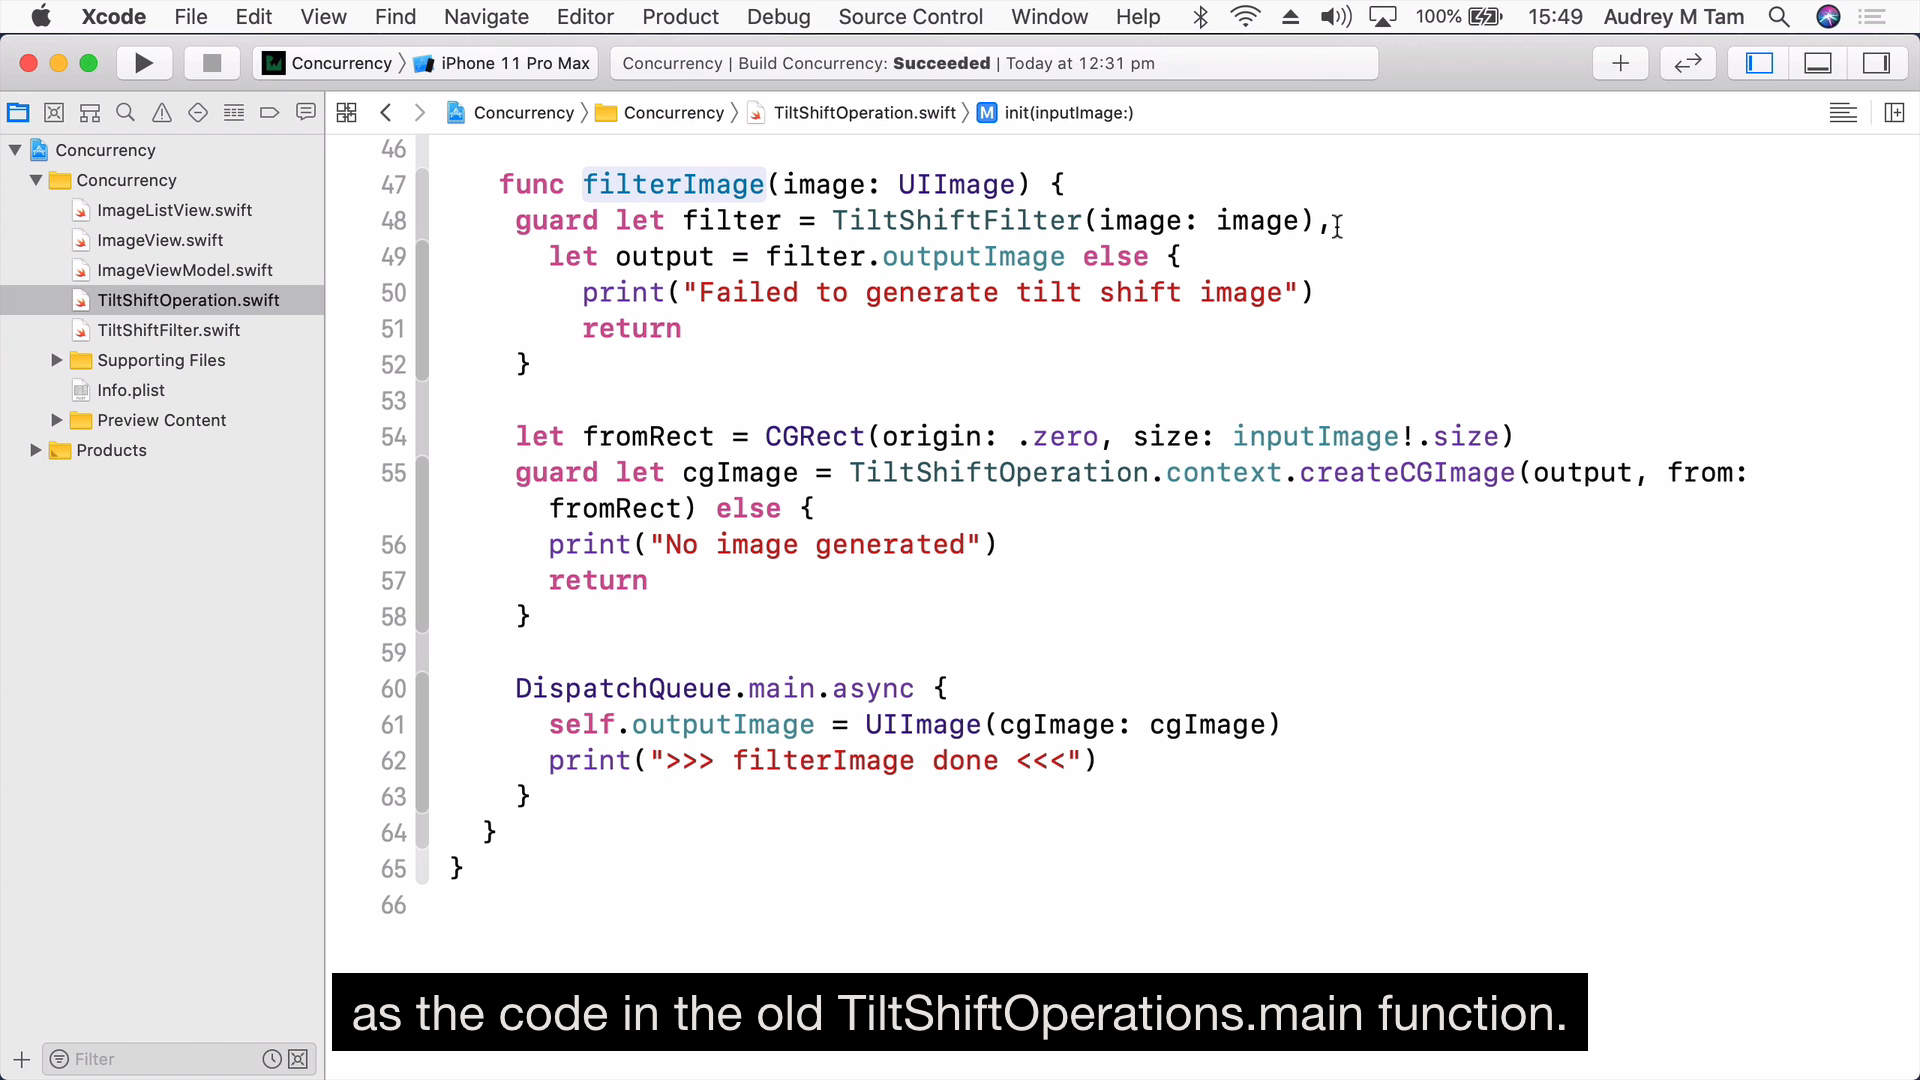 Xcode File Edit View Find Navigate Editor Product Debug Source Control Window Help 100% 15:49 Audrey M Tam
Concurrency iPhone 11 Pro Max Concurrency | Build Concurrency: Succeeded | Today at 12:31 pm
Concurrency Concurrency TiltShiftOperation.swift M init(inputImage:)
Concurrency
Concurrency
ImageListView.swift
ImageView.swift
ImageViewModel.swift
TiltShiftOperation.swift
TiltShiftFilter.swift
Supporting Files
Info.plist
Preview Content
Products
Filter
46
47 func filterImage(image: UIImage) {
48 guard let filter = TiltShiftFilter(image: image),
49 let output = filter.outputImage else {
50 print("Failed to generate tilt shift image")
51 return
52 }
53
54 let fromRect = CGRect(origin: .zero, size: inputImage!.size)
55 guard let cgImage = TiltShiftOperation.context.createCGImage(output, from:
fromRect) else {
56 print("No image generated")
57 return
58 }
59
60 DispatchQueue.main.async {
61 self.outputImage = UIImage(cgImage: cgImage)
62 print(">>> filterImage done <<<")
63 }
64 }
65 }
66
as the code in the old TiltShiftOperations.main function.